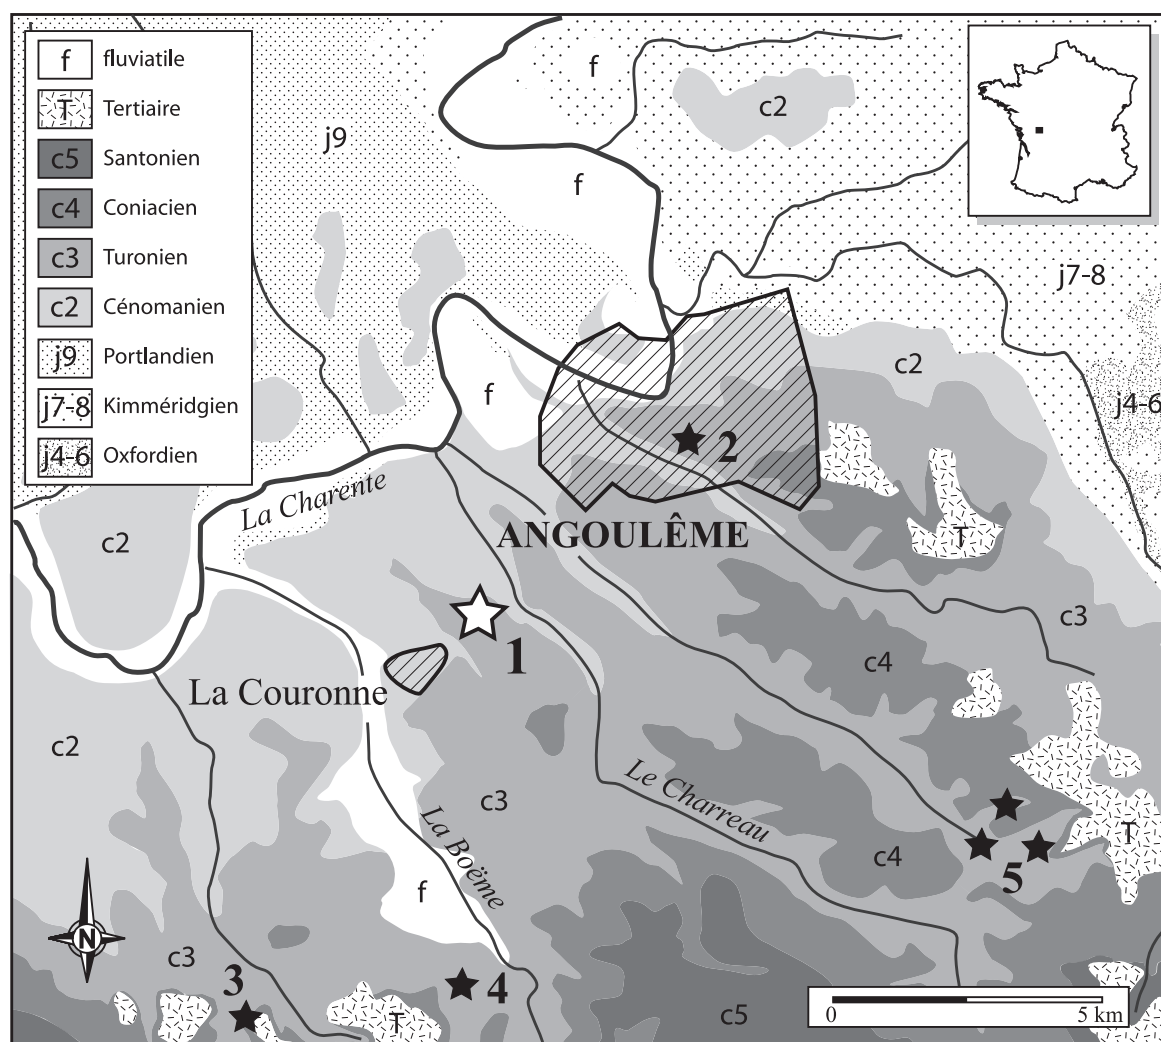 f fluviatile
T Tertiaire
c5 Santonien
c4 Coniacien
c3 Turonien
c2 Cénomanien
j9 Portlandien
j7-8 Kimméridgien
j4-6 Oxfordien
f
c2
j9
f
j7-8
c2
f
j4-6
2
La Charente
ANGOULÊME
c2
T
c3
1
c4
La Couronne
c2
c3
Le Charreau
La Boëme
T
c4
5
f
N
c3
3
4
T
c5
0 5 km